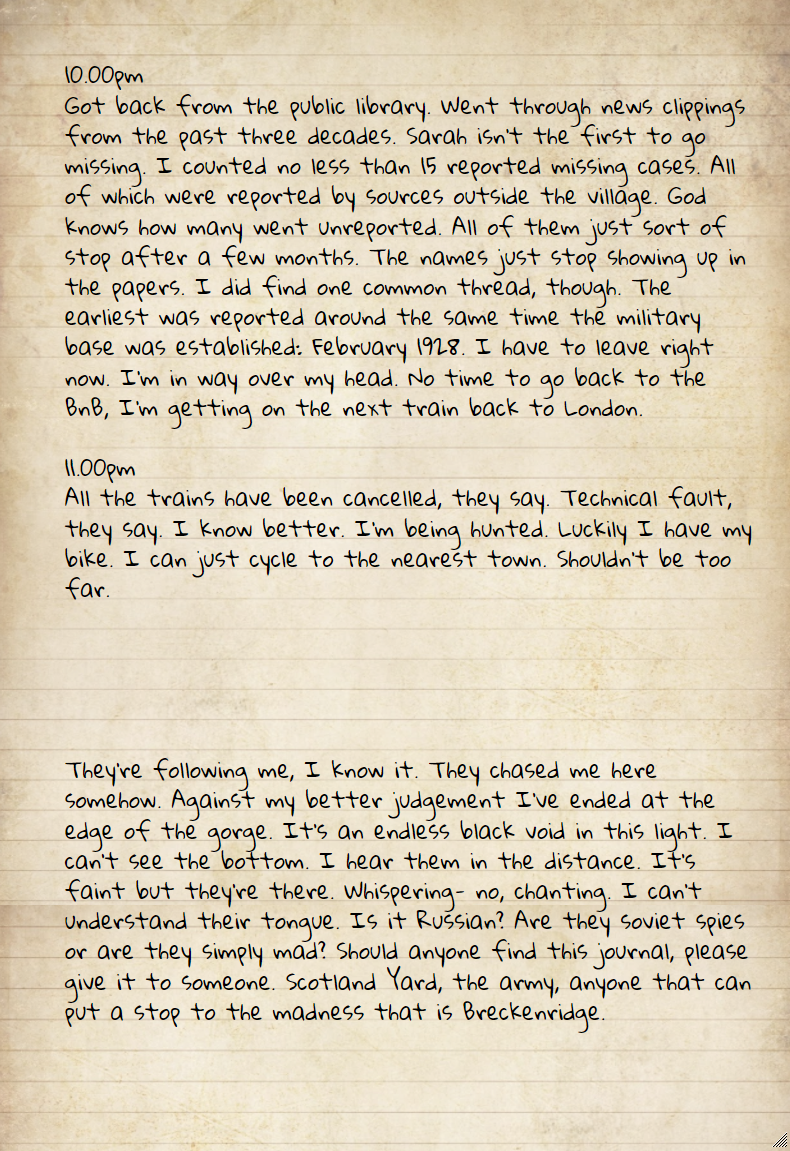 10.00pm
Got back from the public library. Went through news clippings
from the past three decades. Sarah isn't the first to go
missing. I counted no less than 15 reported missing cases. All
of which were reported by sources outside the village. God
knows how many went unreported. All of them just sort of
stop after a few months. The names just stop showing up in
the papers. I did find one common thread, though. The
earliest was reported around the same time the military
base was established: February 1928. I have to leave right
now. I'm in way over my head. No time to go back to the
BnB, I'm getting on the next train back to London.
11.00pm
All the trains have been cancelled, they say. Technical fault,
they say. I know better. I'm being hunted. Luckily I have my
bike. I can just cycle to the nearest town. Shouldn't be too
far.
They're following me, I know it. They chased me here
somehow. Against my better judgement I've ended at the
edge of the gorge. It's an endless black void in this light. I
can't see the bottom. I hear them in the distance. It's
faint but they're there. Whispering- no, chanting. I can't
understand their tongue. Is it Russian? Are they soviet spies
or are they simply mad? Should anyone find this journal, please
give it to someone. Scotland Yard, the army, anyone that can
put a stop to the madness that is Breckenridge.